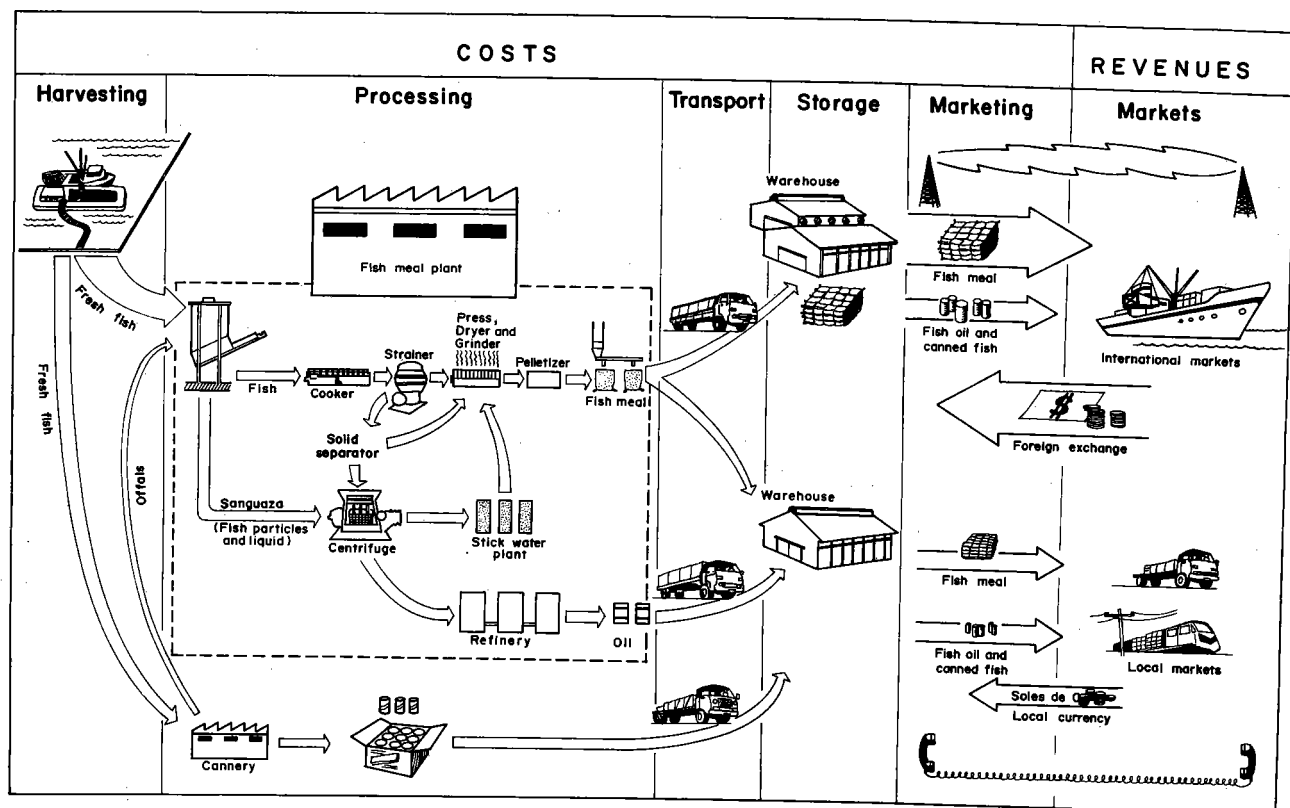 COSTS
REVENUES
Harvesting
Processing
Transport
Storage
Marketing
Markets
Fish meal plant
Fresh fish
Fresh fish
Offals
Fish
Cooker
Strainer
Press,
Dryer and
Grinder
Pelletizer
Fish meal
Solid
separator
Sanguaza
(Fish particles
and liquid)
Centrifuge
Stick water
plant
Refinery
Oil
Cannery
Warehouse
Warehouse
Fish meal
Fish oil and
canned fish
International markets
$
Foreign exchange
Fish meal
Fish oil and
canned fish
Local markets
Soles de
Local currency